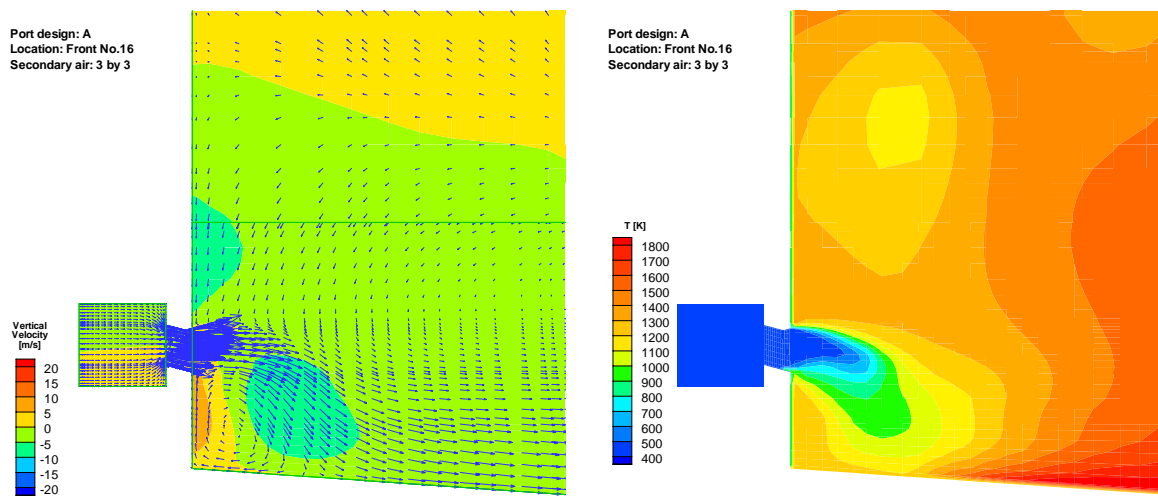 Port design: A
Location: Front No.16
Secondary air: 3 by 3
Vertical
Velocity
[m/s]
20
15
10
5
0
-5
-10
-15
-20
Port design: A
Location: Front No.16
Secondary air: 3 by 3
T [K]
1800
1700
1600
1500
1400
1300
1200
1100
1000
900
800
700
600
500
400